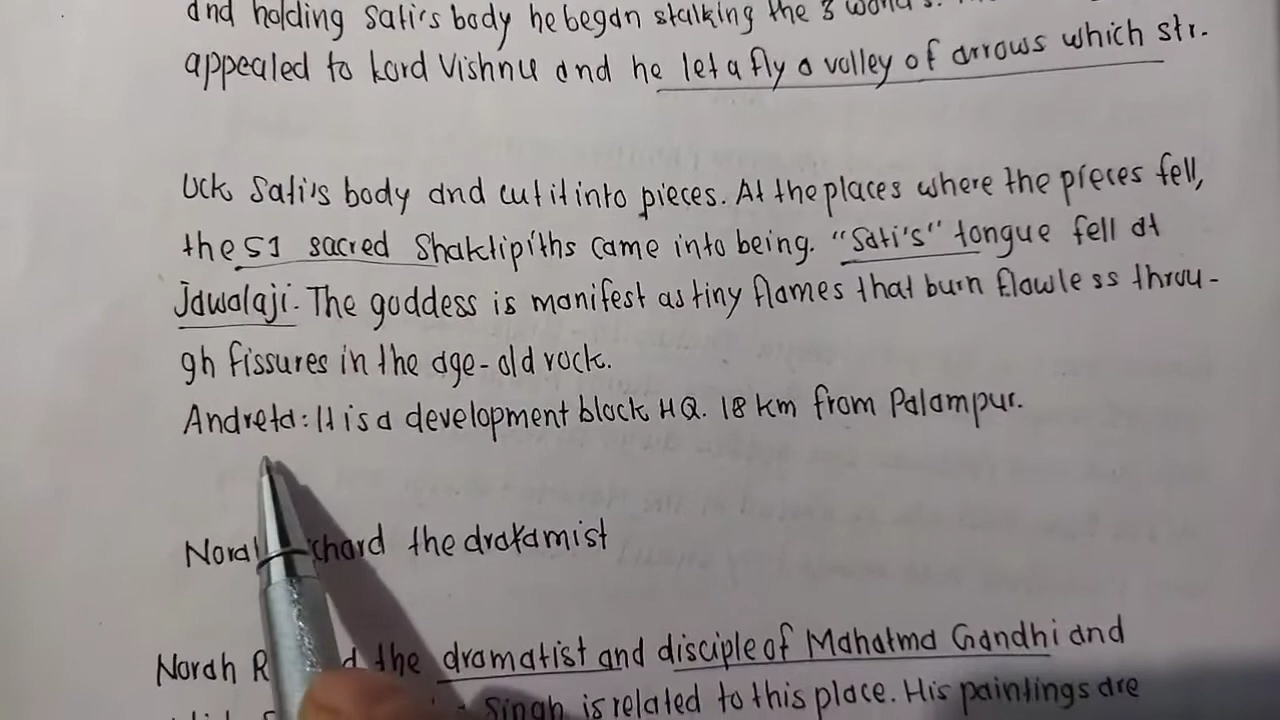 and holding Sati's body he began stalking the 3
appealed to Lord Vishnu and he let a fly a valley of arrows which str.
Uck Sati's body and cut it into pieces. At the places where the pieces fell,
the 51 sacred Shaktipiths came into being. "Sati's" tongue fell at
Jawalaji. The goddess is manifest as tiny flames that burn flawless throu-
gh fissures in the age-old rock.
Andreta: It is a development block HQ. 18 Km from Palampur.
chard the dratamist
Norah the dramatist and disciple of Mahatma Gandhi and
Singh is related to this place. His paintings are